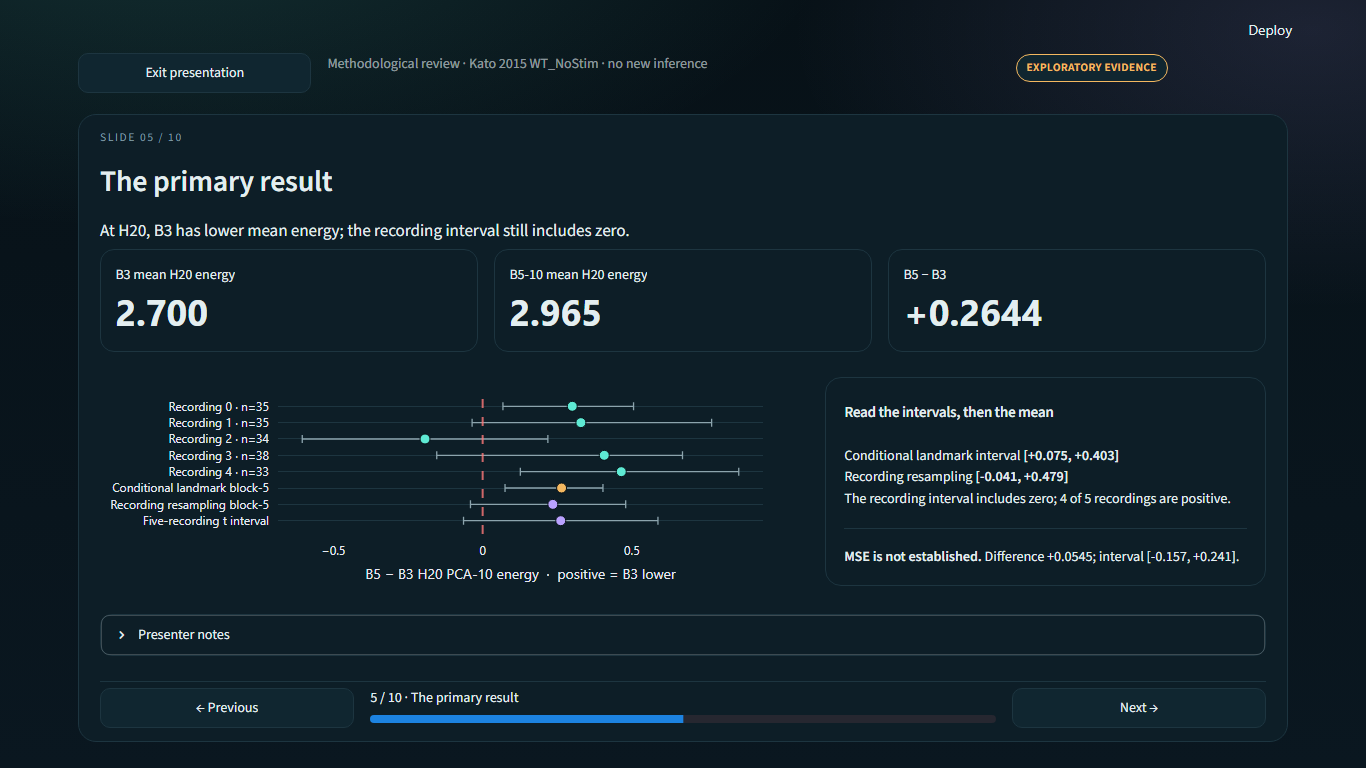 Deploy
Exit presentation
Methodological review · Kato 2015 WT_NoStim · no new inference
EXPLORATORY EVIDENCE
SLIDE 05 / 10
The primary result
At H20, B3 has lower mean energy; the recording interval still includes zero.
B3 mean H20 energy
2.700
B5-10 mean H20 energy
2.965
B5 − B3
+0.2644
Recording 0 · n=35
Recording 1 · n=35
Recording 2 · n=34
Recording 3 · n=38
Recording 4 · n=33
Conditional landmark block-5
Recording resampling block-5
Five-recording t interval
−0.5
0
0.5
B5 − B3 H20 PCA-10 energy · positive = B3 lower
Read the intervals, then the mean
Conditional landmark interval [+0.075, +0.403]
Recording resampling [-0.041, +0.479]
The recording interval includes zero; 4 of 5 recordings are positive.
MSE is not established. Difference +0.0545; interval [-0.157, +0.241].
Presenter notes
← Previous
5 / 10 · The primary result
Next →